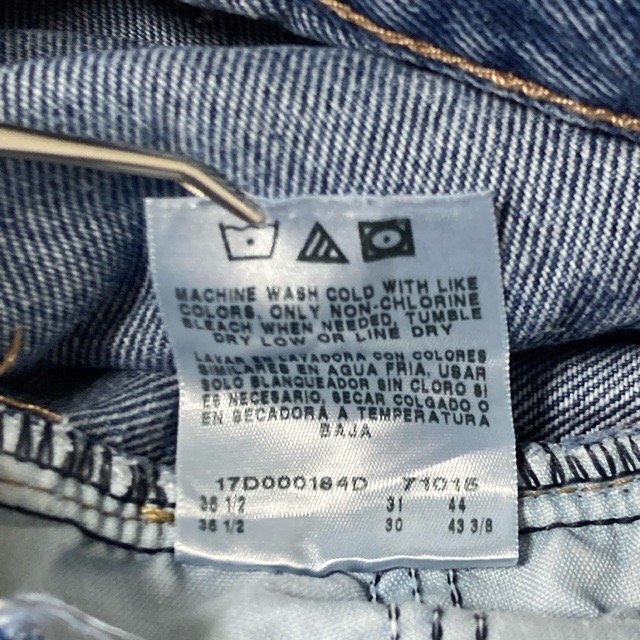 MACHINE WASH COLD WITH LIKE
COLORS ONLY NON-CHLORINE
BLEACH WHEN NEEDED TUMBLE
DRY LOW OR LINE DRY
LAVAR EN LAVADORA CON COLORES
SIMILARES EN AGUA FRIA, USAR
SOLO BLANQUEADOR SIN CLORO SI
ES NECESARIO, SECAR COLGADO O
EN SECADORA A TEMPERATURA
BAJA
17D000184D 71015
36 1/2 31 44
36 1/2 30 43 3/8